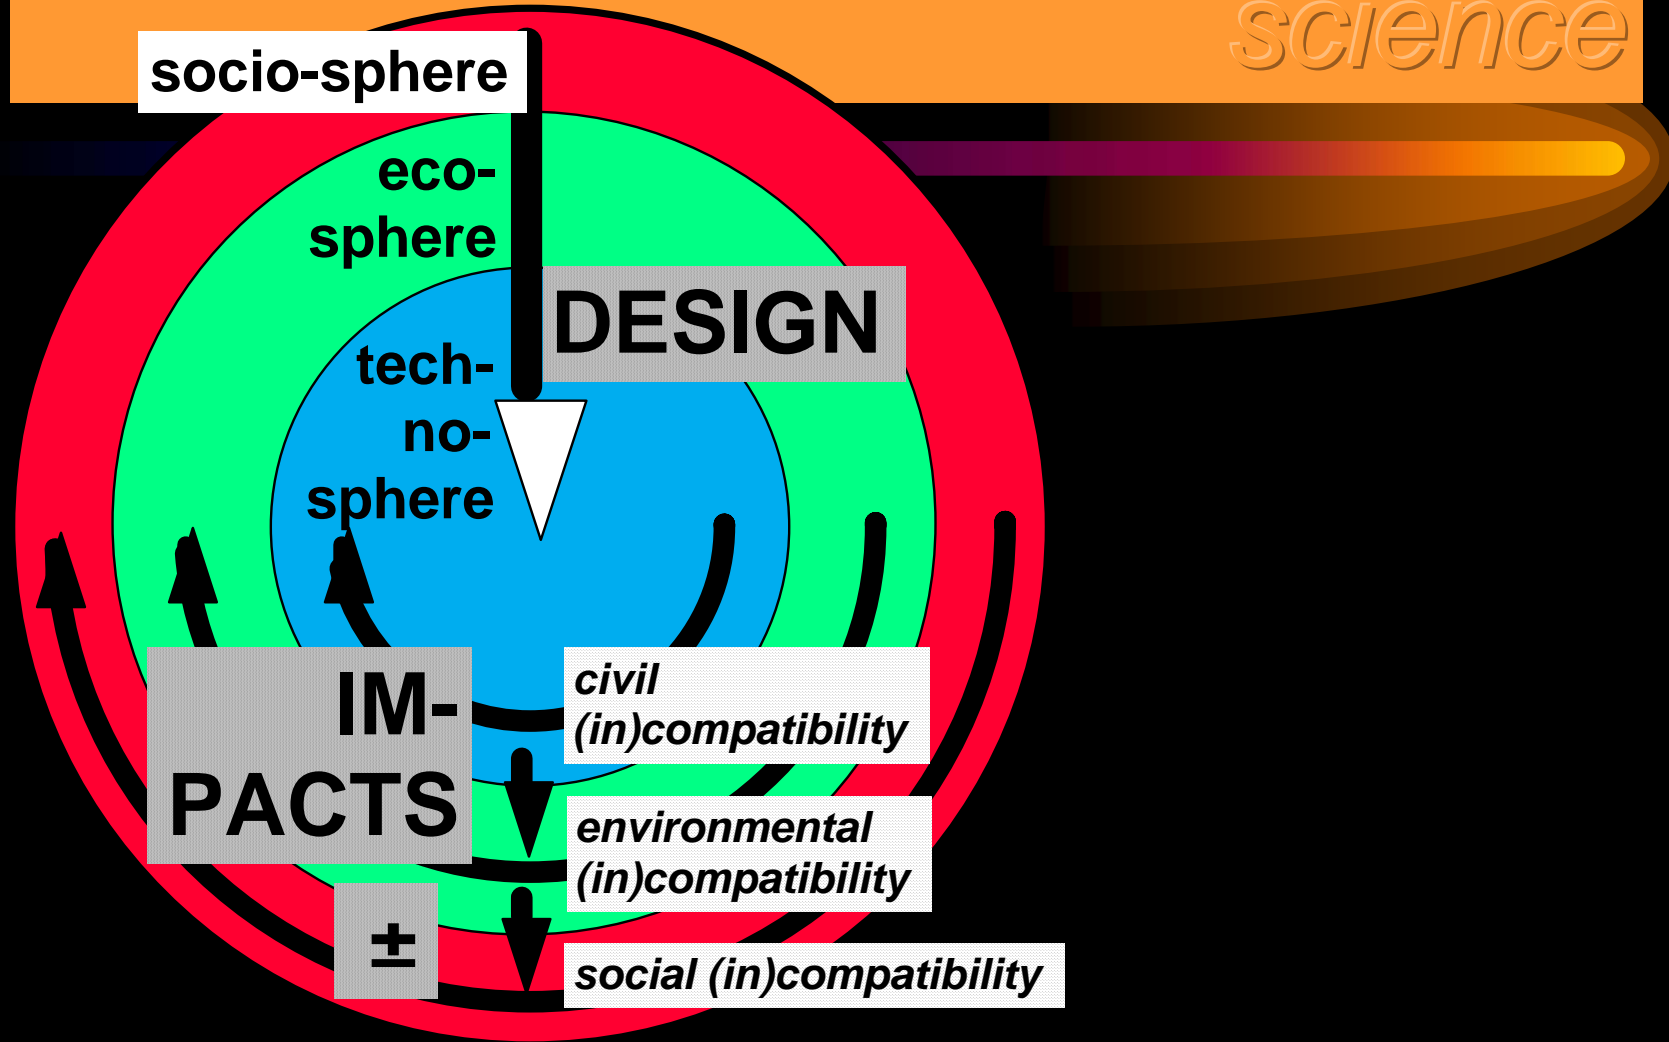 science
socio-sphere
eco-
sphere
DESIGN
tech-
no-
sphere
IM-
PACTS
±
civil
(in)compatibility
environmental
(in)compatibility
social (in)compatibility